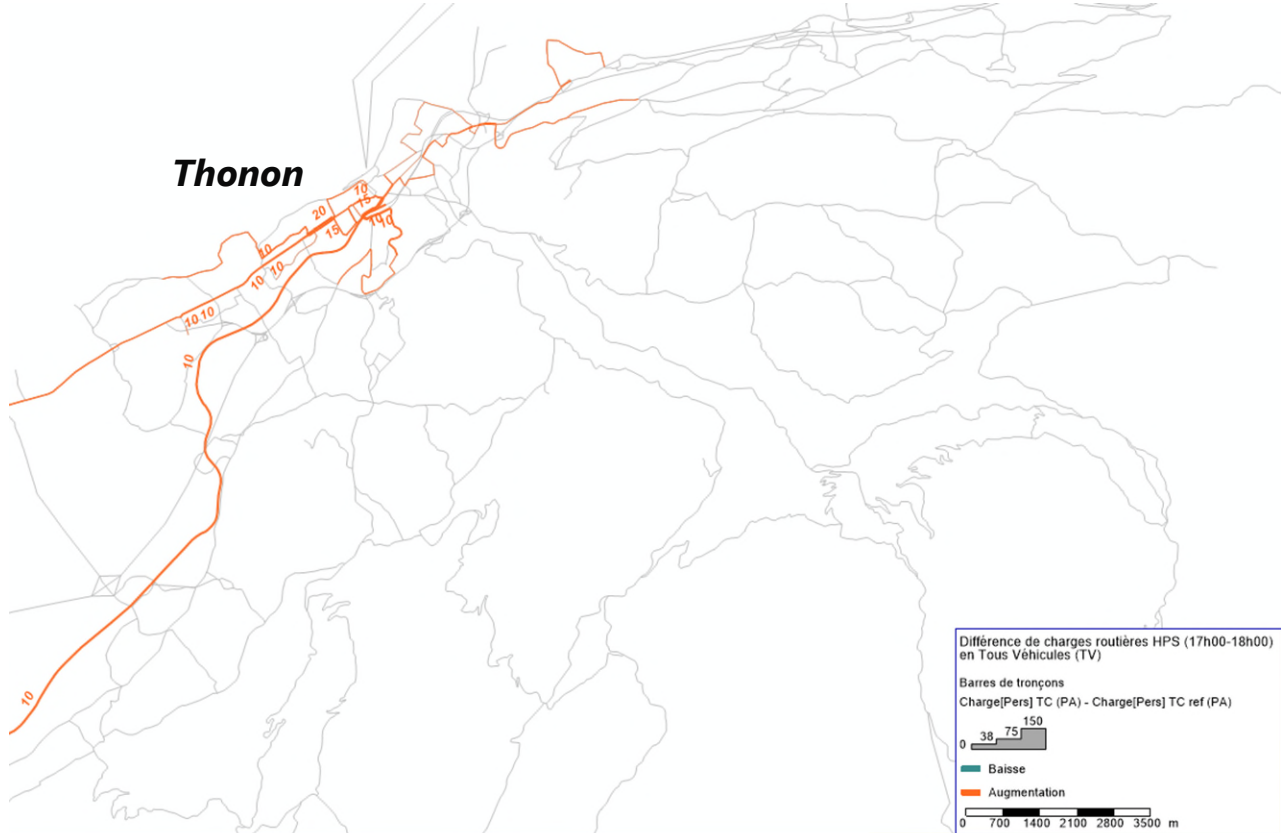 Thonon
10
15
20
15
10
10
10
10
10
10 10
10
10
Différence de charges routières HPS (17h00-18h00)
en Tous Véhicules (TV)
Barres de tronçons
Charge[Pers] TC (PA) - Charge[Pers] TC ref (PA)
0 38 75 150
Baisse
Augmentation
0 700 1400 2100 2800 3500 m